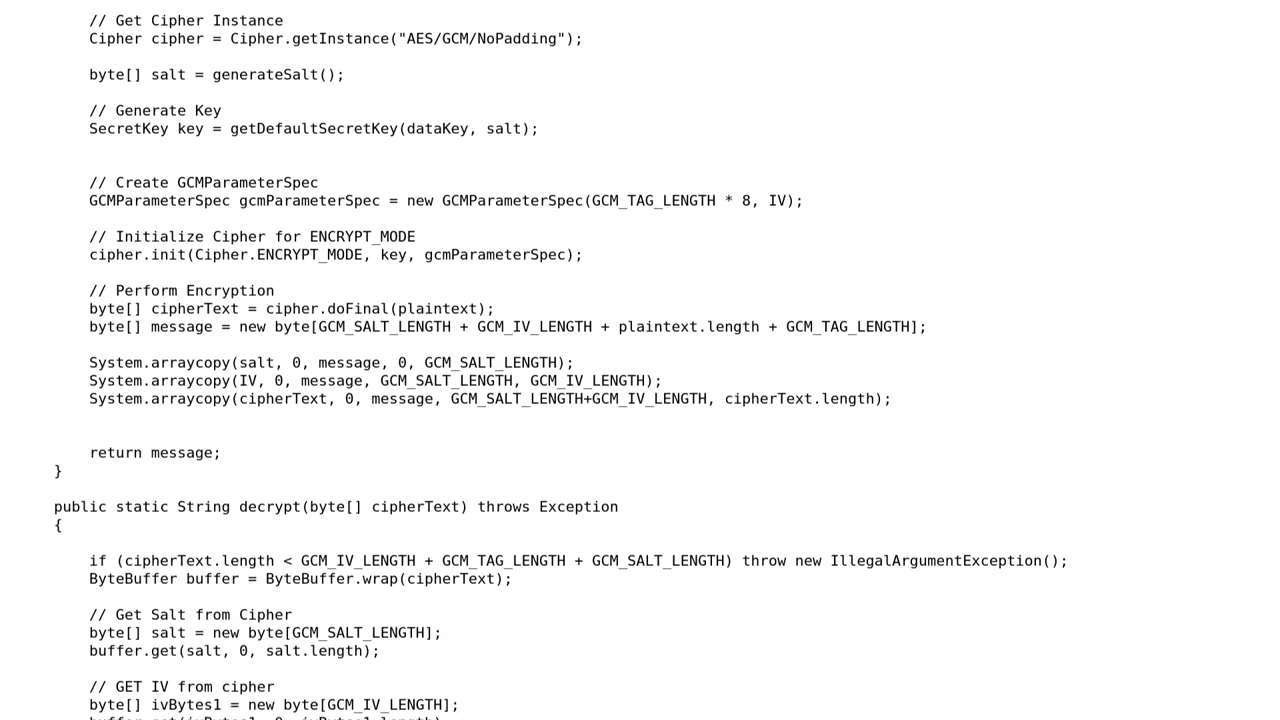 // Get Cipher Instance
Cipher cipher = Cipher.getInstance("AES/GCM/NoPadding");
byte[] salt = generateSalt();
// Generate Key
SecretKey key = getDefaultSecretKey(dataKey, salt);
// Create GCMParameterSpec
GCMParameterSpec gcmParameterSpec = new GCMParameterSpec(GCM_TAG_LENGTH * 8, IV);
// Initialize Cipher for ENCRYPT_MODE
cipher.init(Cipher.ENCRYPT_MODE, key, gcmParameterSpec);
// Perform Encryption
byte[] cipherText = cipher.doFinal(plaintext);
byte[] message = new byte[GCM_SALT_LENGTH + GCM_IV_LENGTH + plaintext.length + GCM_TAG_LENGTH];
System.arraycopy(salt, 0, message, 0, GCM_SALT_LENGTH);
System.arraycopy(IV, 0, message, GCM_SALT_LENGTH, GCM_IV_LENGTH);
System.arraycopy(cipherText, 0, message, GCM_SALT_LENGTH+GCM_IV_LENGTH, cipherText.length);
return message;
}
public static String decrypt(byte[] cipherText) throws Exception
{
if (cipherText.length < GCM_IV_LENGTH + GCM_TAG_LENGTH + GCM_SALT_LENGTH) throw new IllegalArgumentException();
ByteBuffer buffer = ByteBuffer.wrap(cipherText);
// Get Salt from Cipher
byte[] salt = new byte[GCM_SALT_LENGTH];
buffer.get(salt, 0, salt.length);
// GET IV from cipher
byte[] ivBytes1 = new byte[GCM_IV_LENGTH];